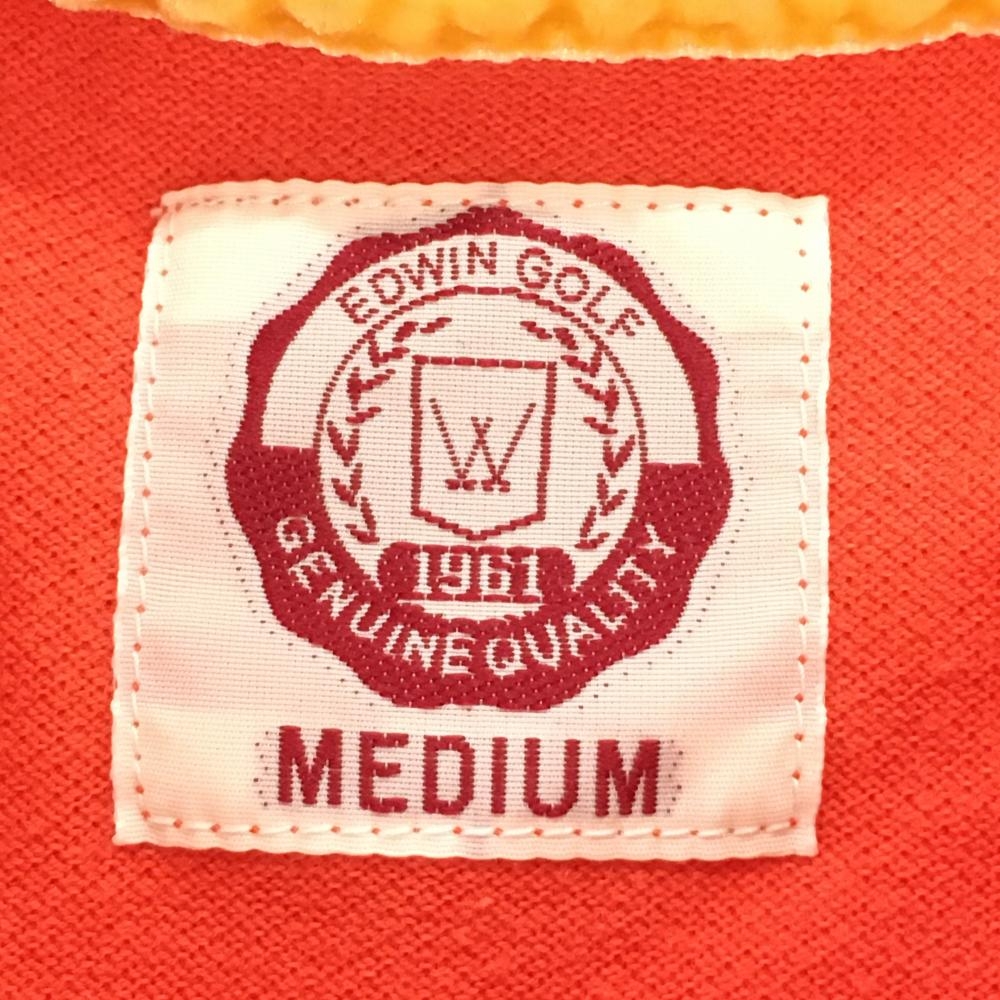 EDWIN GOLF
1961
GENUINE QUALITY
MEDIUM